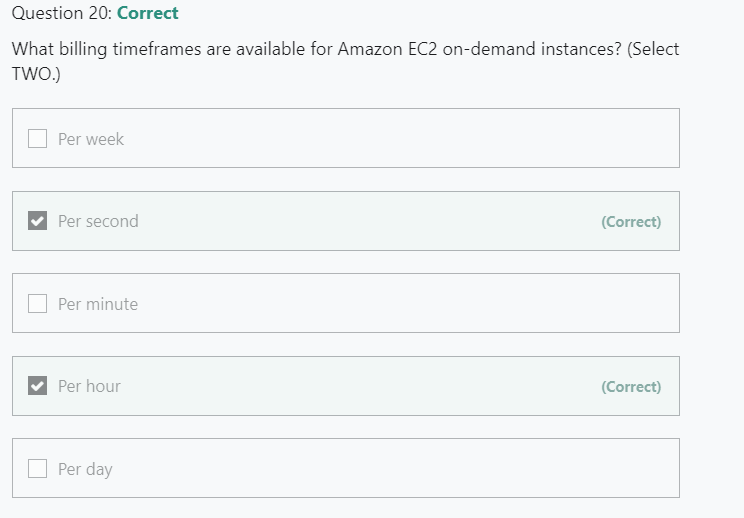 Question 20: Correct
What billing timeframes are available for Amazon EC2 on-demand instances? (Select
TWO.)
Per week
Per second (Correct)
Per minute
Per hour (Correct)
Per day